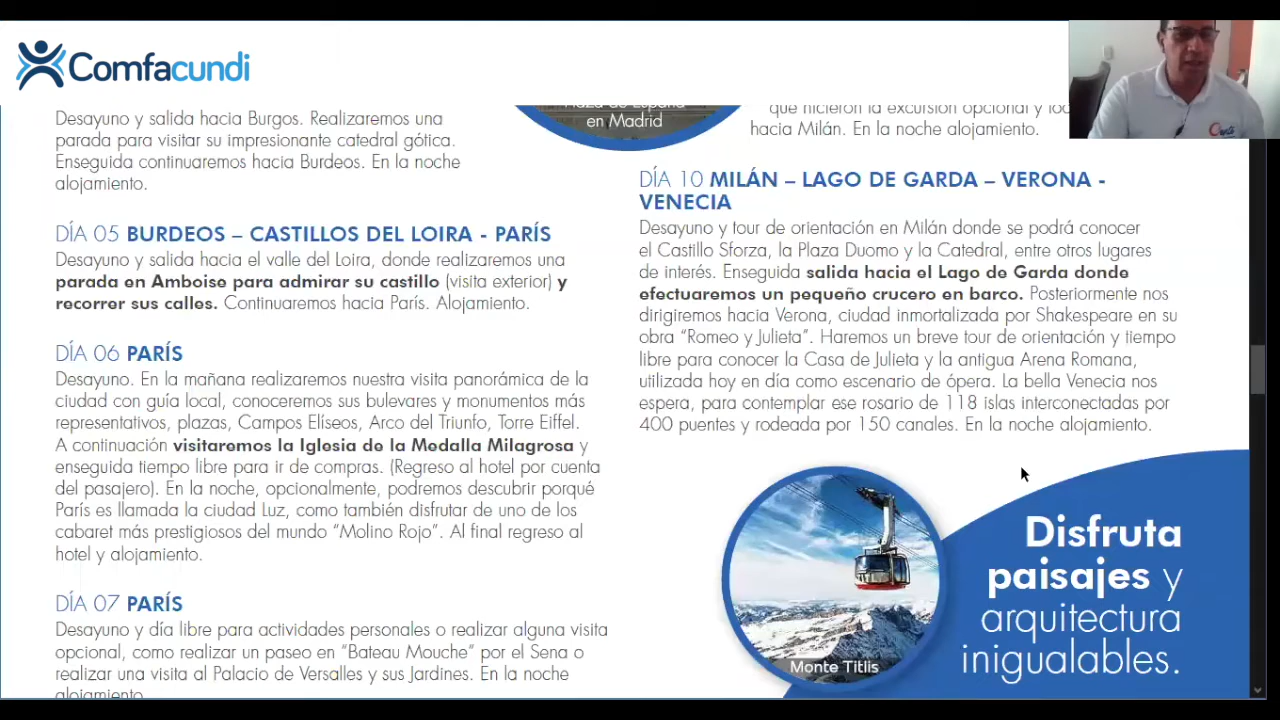 Comfacundi
Desayuno y salida hacia Burgos. Realizaremos una
parada para visitar su impresionante catedral gótica.
Enseguida continuaremos hacia Burdeos. En la noche
alojamiento.
DÍA 05 BURDEOS – CASTILLOS DEL LOIRA - PARÍS
Desayuno y salida hacia el valle del Loira, donde realizaremos una
parada en Amboise para admirar su castillo (visita exterior) y
recorrer sus calles. Continuaremos hacia París. Alojamiento.
DÍA 06 PARÍS
Desayuno. En la mañana realizaremos nuestra visita panorámica de la
ciudad con guía local, conoceremos sus bulevares y monumentos más
representativos, plazas, Campos Elíseos, Arco del Triunfo, Torre Eiffel.
A continuación visitaremos la Iglesia de la Medalla Milagrosa y
enseguida tiempo libre para ir de compras. (Regreso al hotel por cuenta
del pasajero). En la noche, opcionalmente, podremos descubrir porqué
París es llamada la ciudad Luz, como también disfrutar de uno de los
cabaret más prestigiosos del mundo “Molino Rojo”. Al final regreso al
hotel y alojamiento.
DÍA 07 PARÍS
Desayuno y día libre para actividades personales o realizar alguna visita
opcional, como realizar un paseo en “Bateau Mouche” por el Sena o
realizar una visita al Palacio de Versalles y sus Jardines. En la noche
alojamiento
Plaza de España
en Madrid
que hicieron la excursión opcional y
hacia Milán. En la noche alojamiento.
DÍA 10 MILÁN – LAGO DE GARDA – VERONA -
VENECIA
Desayuno y tour de orientación en Milán donde se podrá conocer
el Castillo Sforza, la Plaza Duomo y la Catedral, entre otros lugares
de interés. Enseguida salida hacia el Lago de Garda donde
efectuaremos un pequeño crucero en barco. Posteriormente nos
dirigiremos hacia Verona, ciudad inmortalizada por Shakespeare en su
obra “Romeo y Julieta”. Haremos un breve tour de orientación y tiempo
libre para conocer la Casa de Julieta y la antigua Arena Romana,
utilizada hoy en día como escenario de ópera. La bella Venecia nos
espera, para contemplar ese rosario de 118 islas interconectadas por
400 puentes y rodeada por 150 canales. En la noche alojamiento.
Monte Titlis
Disfruta
paisajes y
arquitectura
inigualables.